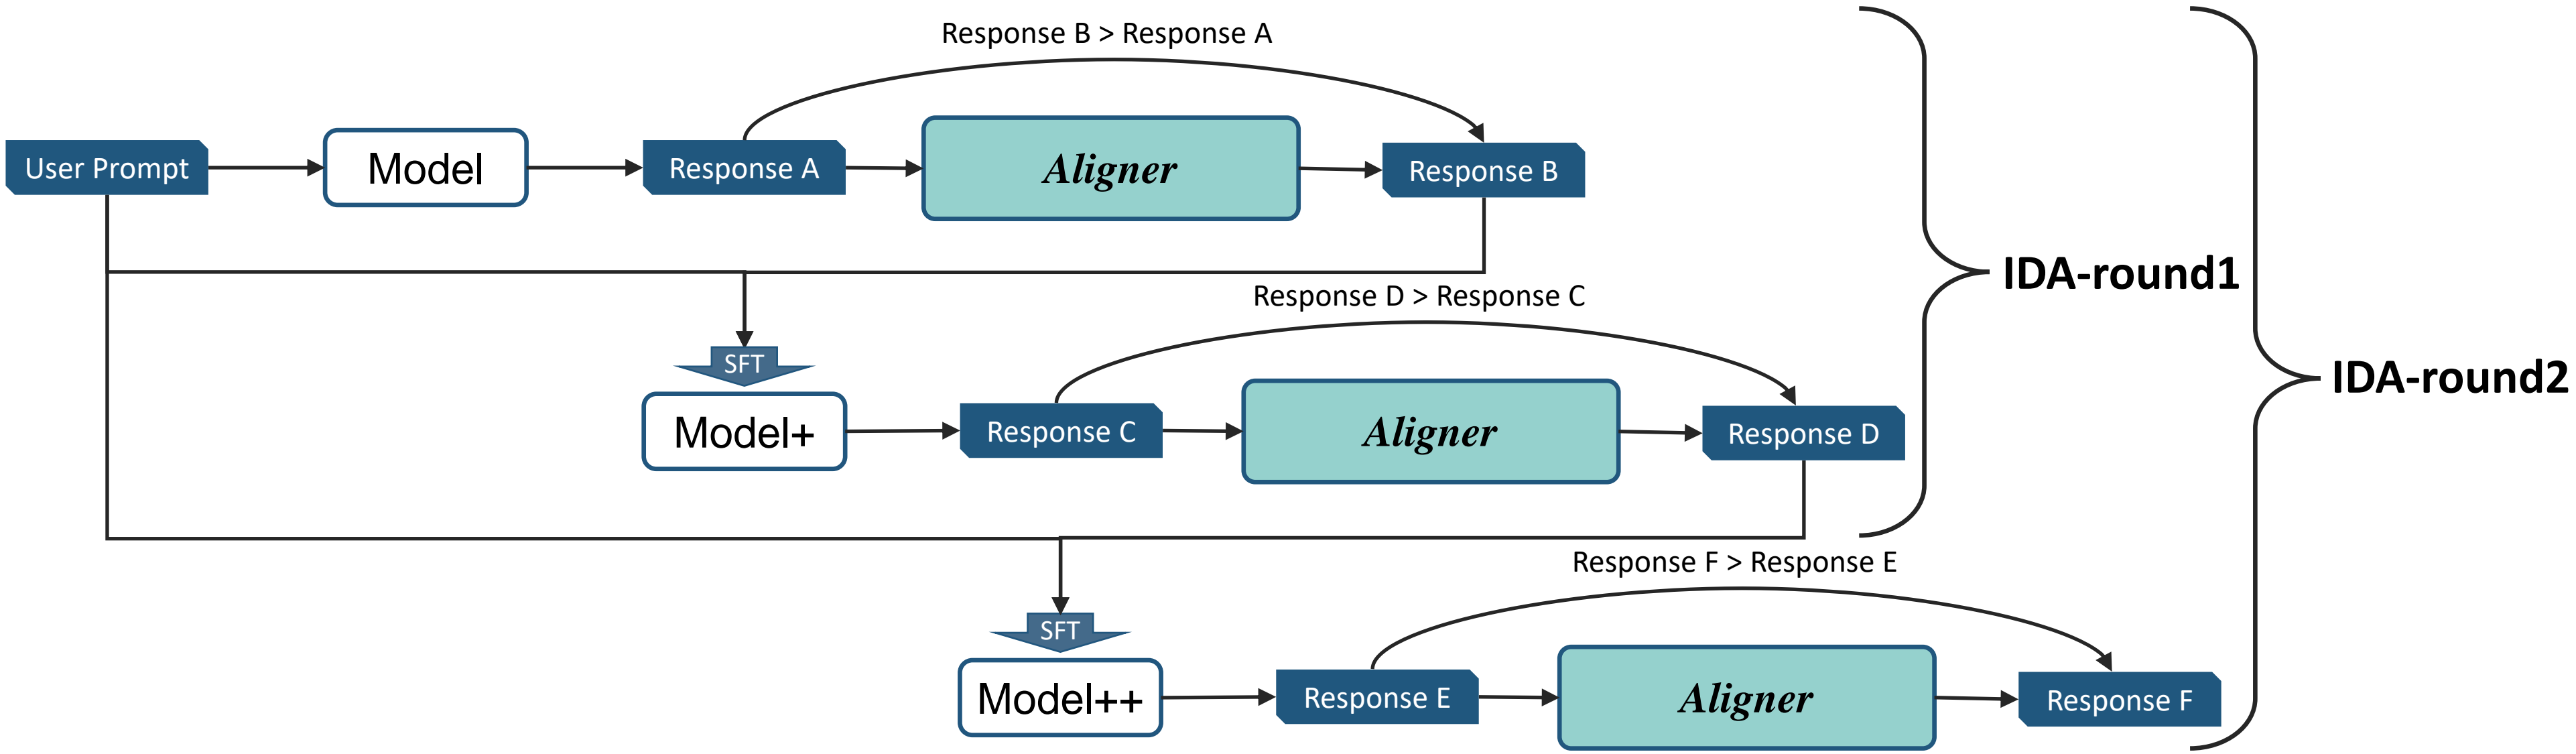 Response B > Response A
User Prompt
Model
Response A
Aligner
Response B
IDA-round1
Response D > Response C
SFT
IDA-round2
Model+
Response C
Aligner
Response D
Response F > Response E
SFT
Model++
Response E
Aligner
Response F